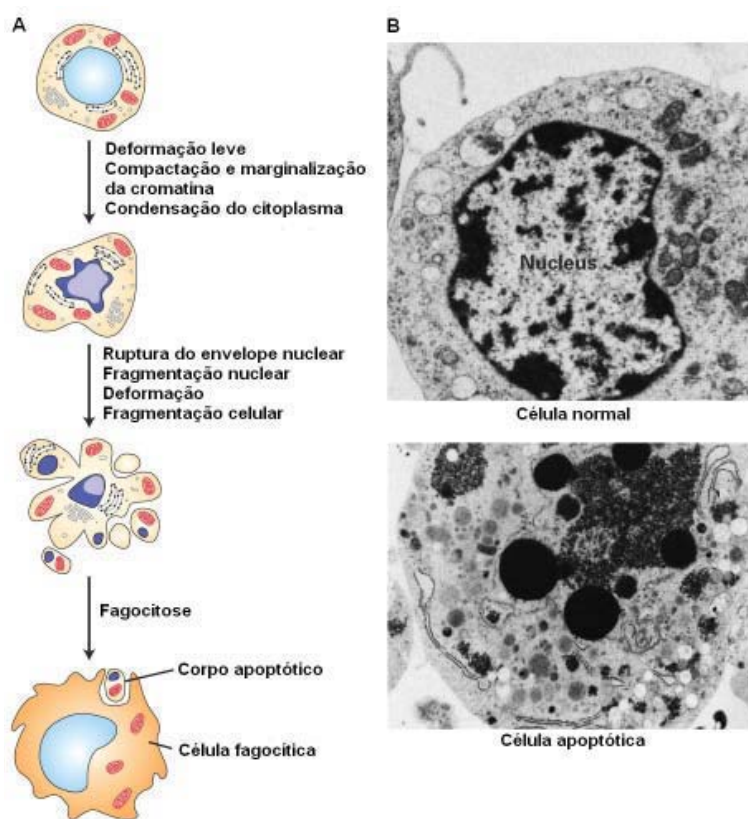 A
Deformação leve
Compactação e marginalização
da cromatina
Condensação do citoplasma
Ruptura do envelope nuclear
Fragmentação nuclear
Deformação
Fragmentação celular
Fagocitose
Corpo apoptótico
Célula fagocítica
B
Nucleus
Célula normal
Célula apoptótica